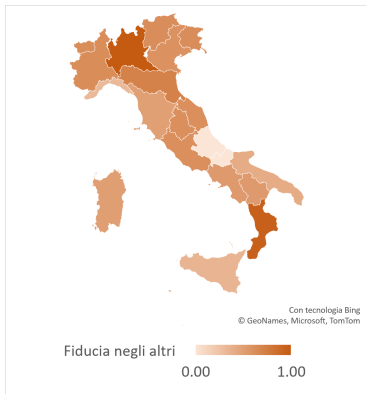 Con tecnologia Bing
© GeoNames, Microsoft, TomTom
Fiducia negli altri
0.00 1.00